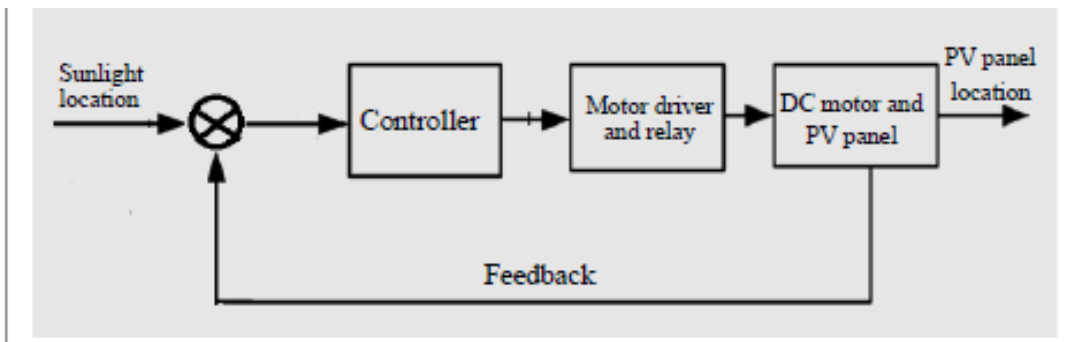 Sunlight
location
Controller
Motor driver
and relay
DC motor and
PV panel
PV panel
location
Feedback